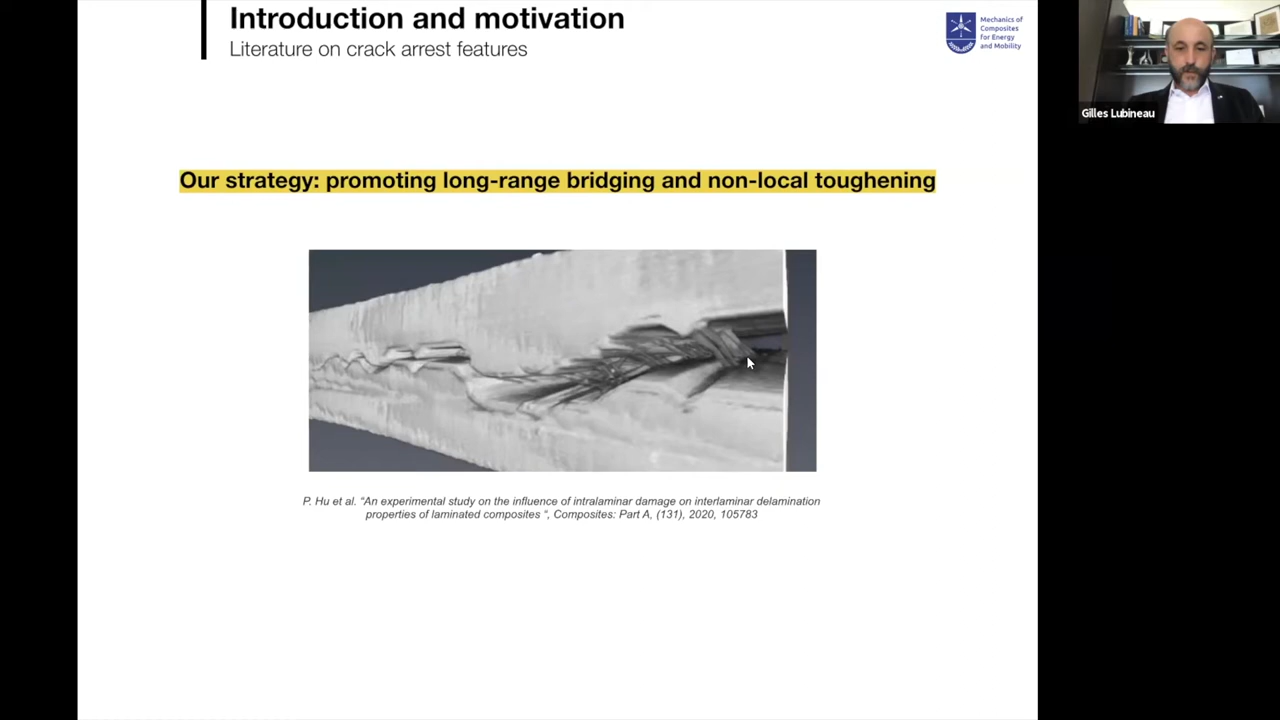 Introduction and motivation
Literature on crack arrest features
Mechanics of
Composites
for Energy
and Mobility
Gilles Lubineau
Our strategy: promoting long-range bridging and non-local toughening
P. Hu et al. “An experimental study on the influence of intralaminar damage on interlaminar delamination
properties of laminated composites “, Composites: Part A, (131), 2020, 105783